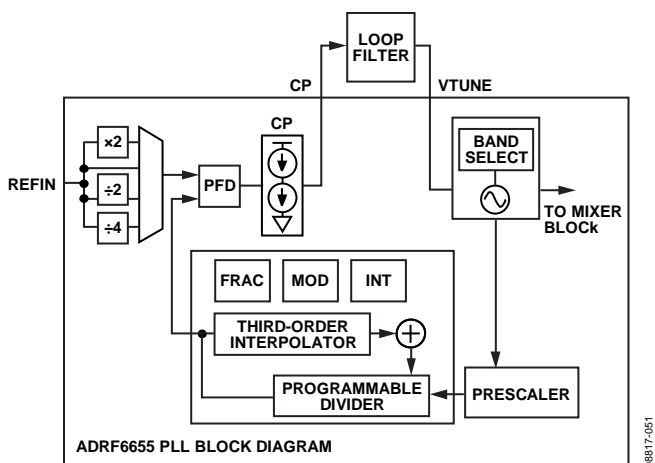 LOOP
FILTER
CP
VTUNE
CP
×2
÷2
÷4
REFIN
PFD
BAND
SELECT
TO MIXER
BLOCk
FRAC
MOD
INT
THIRD-ORDER
INTERPOLATOR
+
PROGRAMMABLE
DIVIDER
PRESCALER
ADRF6655 PLL BLOCK DIAGRAM
08817-051